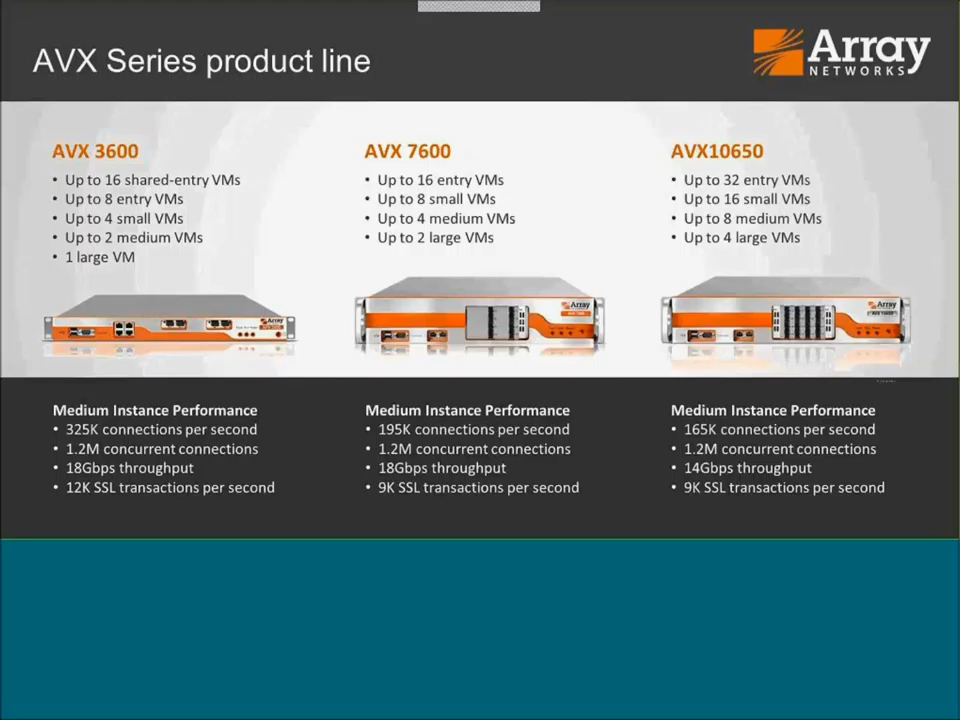 AVX Series product line
Array
NETWORKS
AVX 3600
• Up to 16 shared-entry VMs
• Up to 8 entry VMs
• Up to 4 small VMs
• Up to 2 medium VMs
• 1 large VM
AVX 7600
• Up to 16 entry VMs
• Up to 8 small VMs
• Up to 4 medium VMs
• Up to 2 large VMs
AVX10650
• Up to 32 entry VMs
• Up to 16 small VMs
• Up to 8 medium VMs
• Up to 4 large VMs
Array
Array
Array
Medium Instance Performance
• 325K connections per second
• 1.2M concurrent connections
• 18Gbps throughput
• 12K SSL transactions per second
Medium Instance Performance
• 195K connections per second
• 1.2M concurrent connections
• 18Gbps throughput
• 9K SSL transactions per second
Medium Instance Performance
• 165K connections per second
• 1.2M concurrent connections
• 14Gbps throughput
• 9K SSL transactions per second